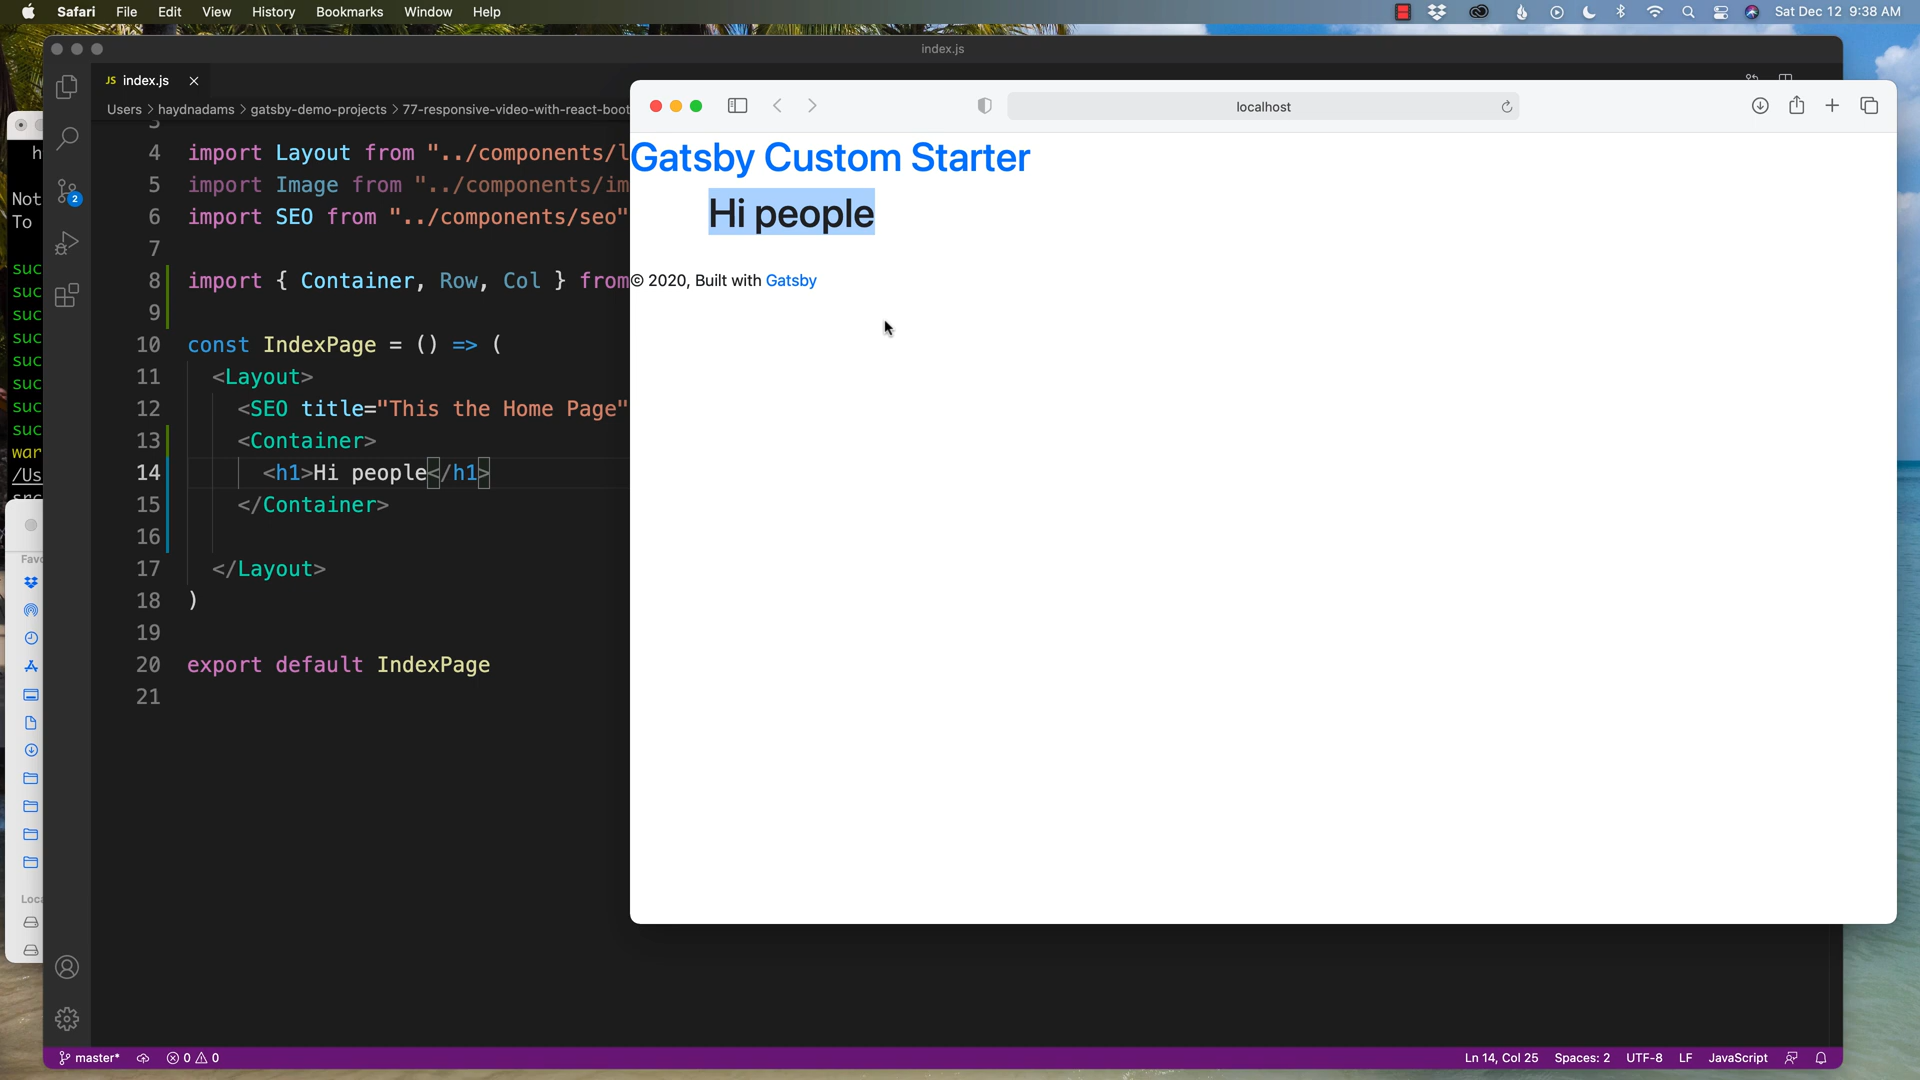 Safari File Edit View History Bookmarks Window Help
Sat Dec 12 9:38 AM
index.js
JS index.js
Users > haydnadams > gatsby-demo-projects > 77-responsive-video-with-react-boot
localhost
Gatsby Custom Starter
Hi people
© 2020, Built with Gatsby
4 import Layout from "../components/l
5 import Image from "../components/im
6 import SEO from "../components/seo"
7
8 import { Container, Row, Col } from
9
10 const IndexPage = () => (
11 <Layout>
12 <SEO title="This the Home Page"
13 <Container>
14 <h1>Hi people</h1>
15 </Container>
16
17 </Layout>
18 )
19
20 export default IndexPage
21
2
h
Not
To
suc
suc
suc
suc
suc
suc
suc
suc
war
/Us
Favo
Loca
master*
0 0
Ln 14, Col 25 Spaces: 2 UTF-8 LF JavaScript